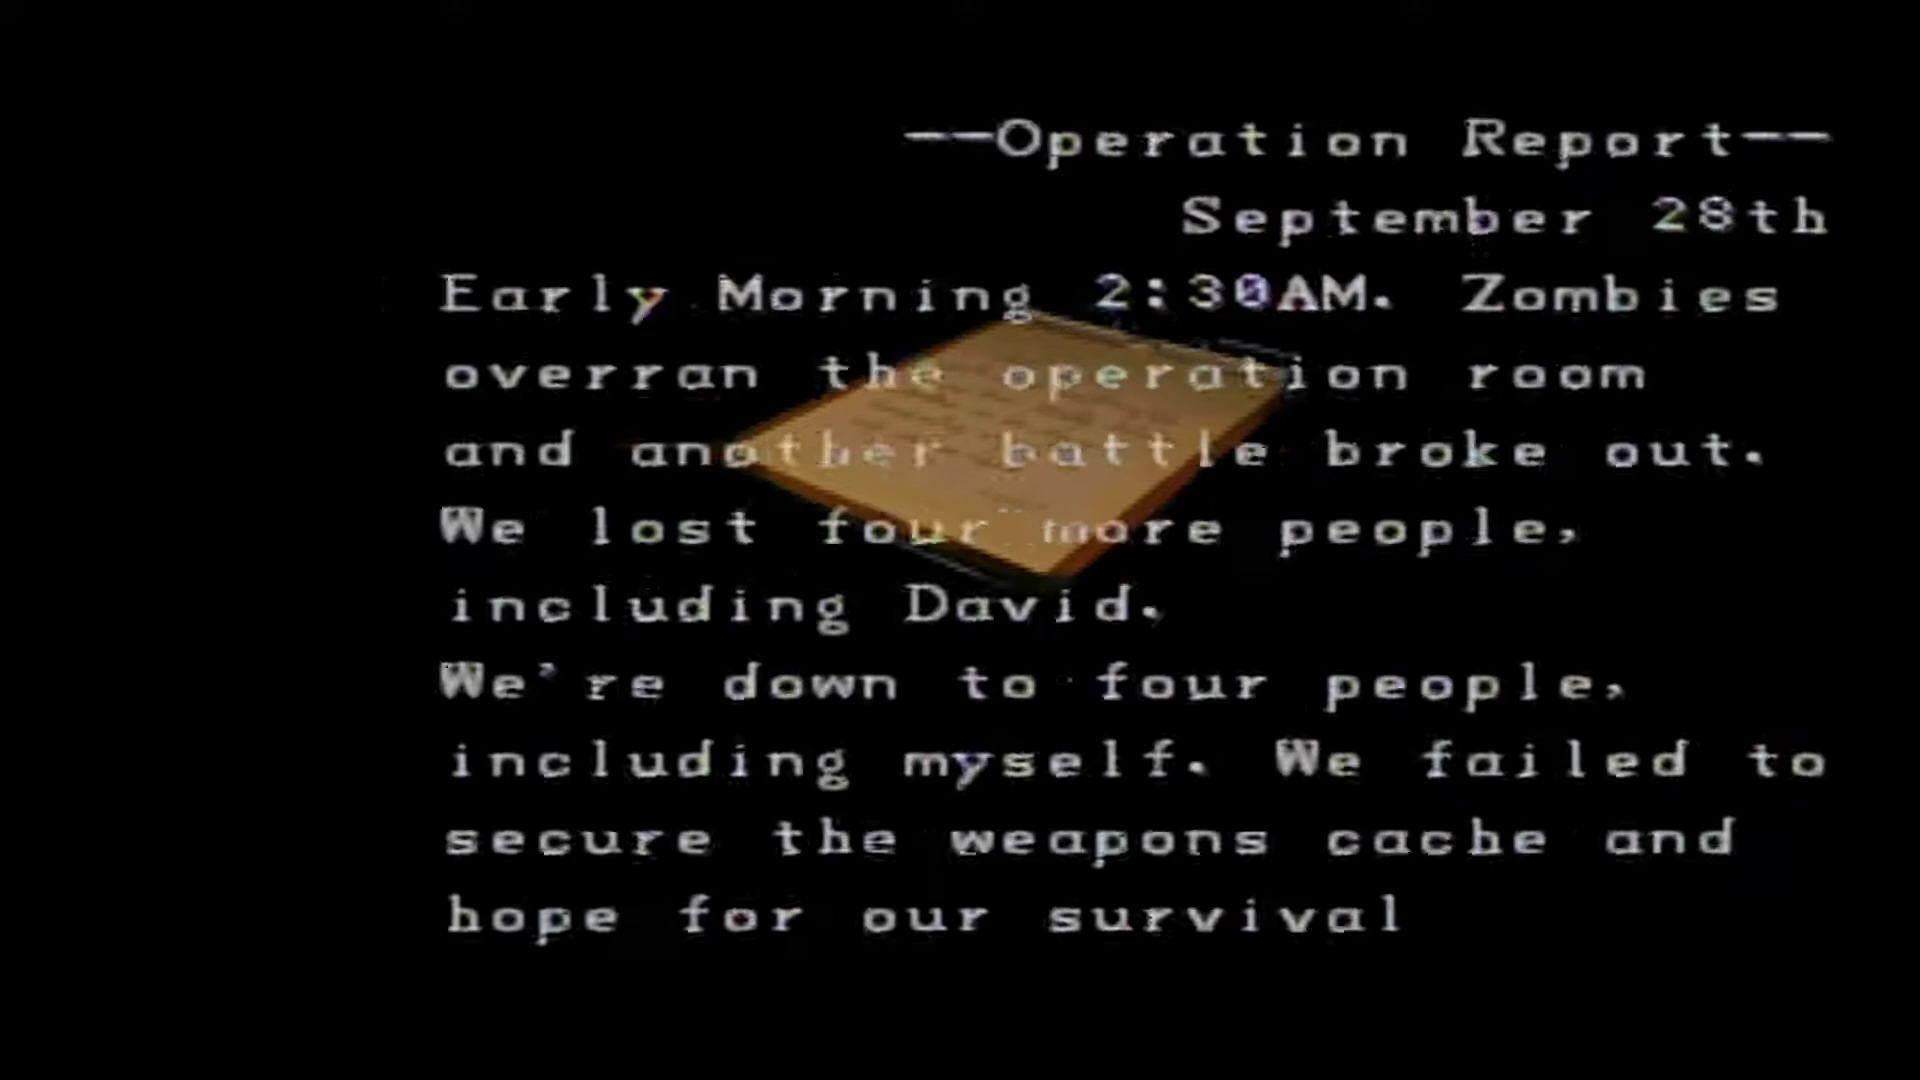 ——Operation Report——
September 28th
Early Morning 2:30AM. Zombies
overran the operation room
and another battle broke out.
We lost four more people,
including David.
We're down to four people,
including myself. We failed to
secure the weapons cache and
hope for our survival